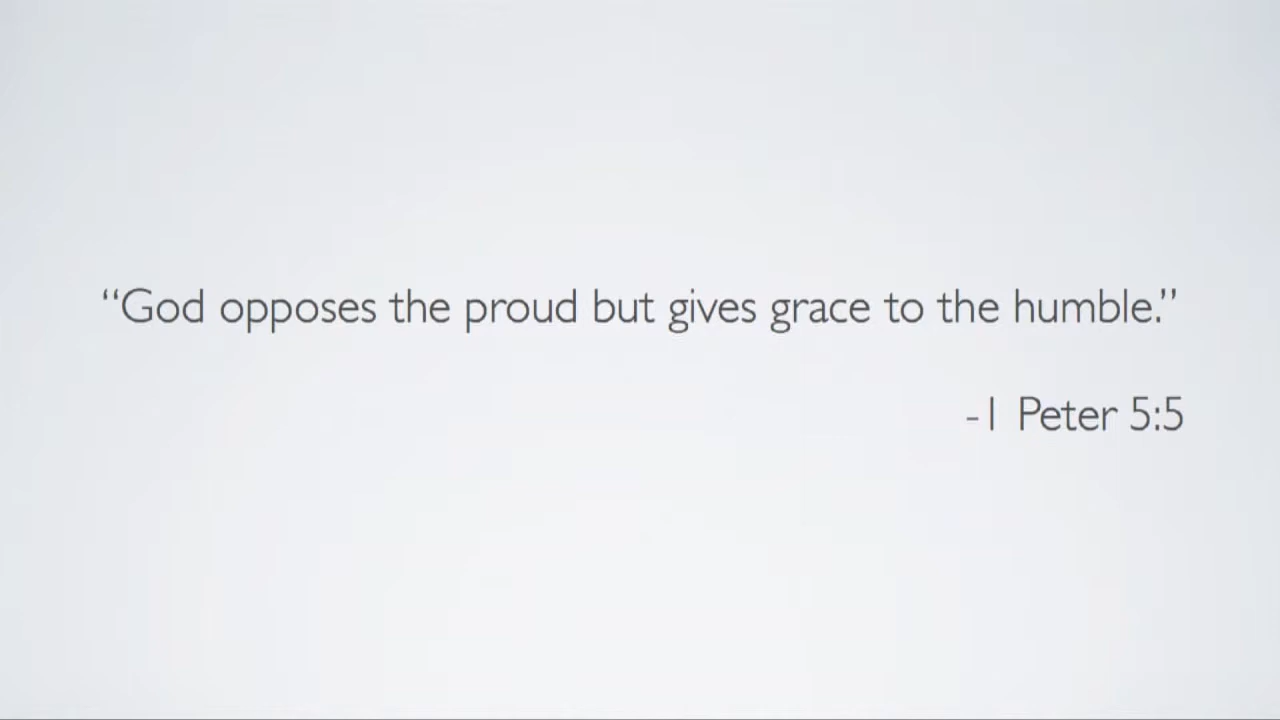 “God opposes the proud but gives grace to the humble.”
-1 Peter 5:5